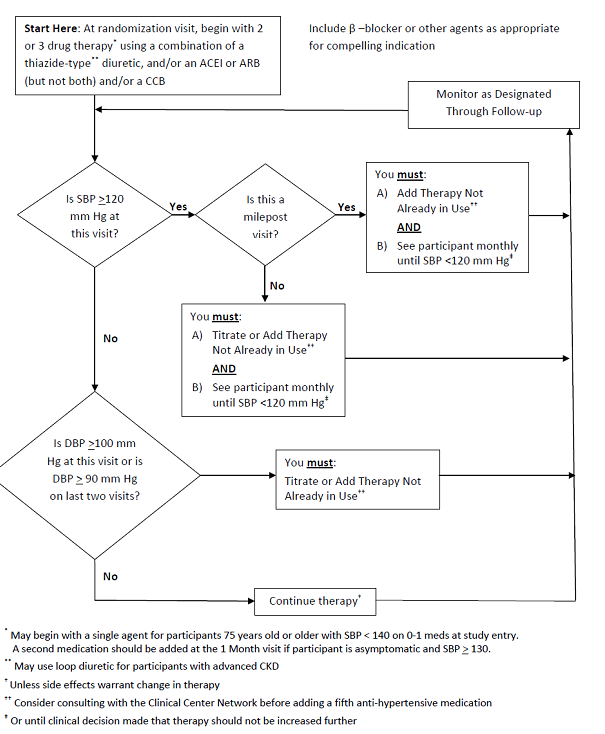 Start Here: At randomization visit, begin with 2
or 3 drug therapy* using a combination of a
thiazide-type** diuretic, and/or an ACEI or ARB
(but not both) and/or a CCB
Include β –blocker or other agents as appropriate
for compelling indication
Monitor as Designated
Through Follow-up
Is SBP ≥120
mm Hg at
this visit?
Yes
Is this a
milepost
visit?
Yes
You must:
A) Add Therapy Not
Already in Use††
AND
B) See participant monthly
until SBP <120 mm Hg‡
No
You must:
A) Titrate or Add Therapy
Not Already in Use††
AND
B) See participant monthly
until SBP <120 mm Hg‡
No
Is DBP ≥100 mm
Hg at this visit or is
DBP ≥ 90 mm Hg
on last two visits?
You must:
Titrate or Add Therapy Not
Already in Use††
No
Continue therapy†
* May begin with a single agent for participants 75 years old or older with SBP < 140 on 0-1 meds at study entry.
A second medication should be added at the 1 Month visit if participant is asymptomatic and SBP ≥ 130.
** May use loop diuretic for participants with advanced CKD
† Unless side effects warrant change in therapy
†† Consider consulting with the Clinical Center Network before adding a fifth anti-hypertensive medication
‡ Or until clinical decision made that therapy should not be increased further